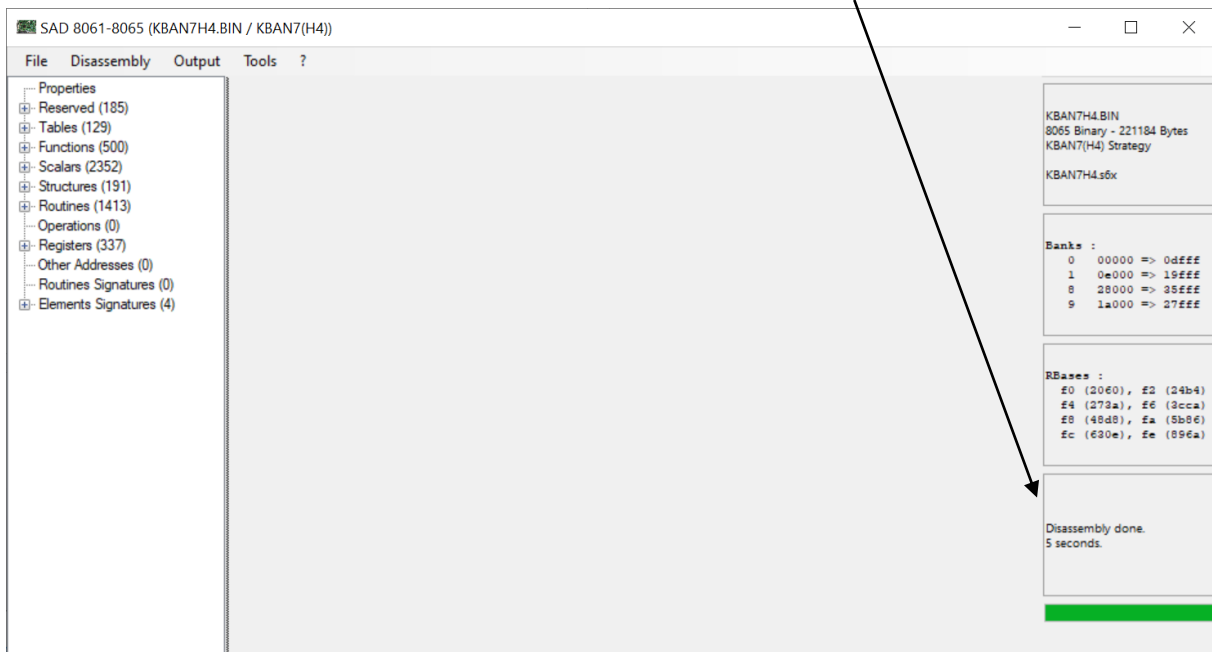 SAD 8061-8065 (KBAN7H4.BIN / KBAN7(H4))
File Disassembly Output Tools ?
Properties
Reserved (185)
Tables (129)
Functions (500)
Scalars (2352)
Structures (191)
Routines (1413)
Operations (0)
Registers (337)
Other Addresses (0)
Routines Signatures (0)
Elements Signatures (4)
KBAN7H4.BIN
8065 Binary - 221184 Bytes
KBAN7(H4) Strategy
KBAN7H4.s6x
Banks :
0 00000 => 0dfff
1 0e000 => 19fff
8 28000 => 35fff
9 1a000 => 27fff
RBases :
f0 (2060), f2 (24b4)
f4 (273a), f6 (3cca)
f8 (48d8), fa (5b86)
fc (630e), fe (896a)
Disassembly done.
5 seconds.